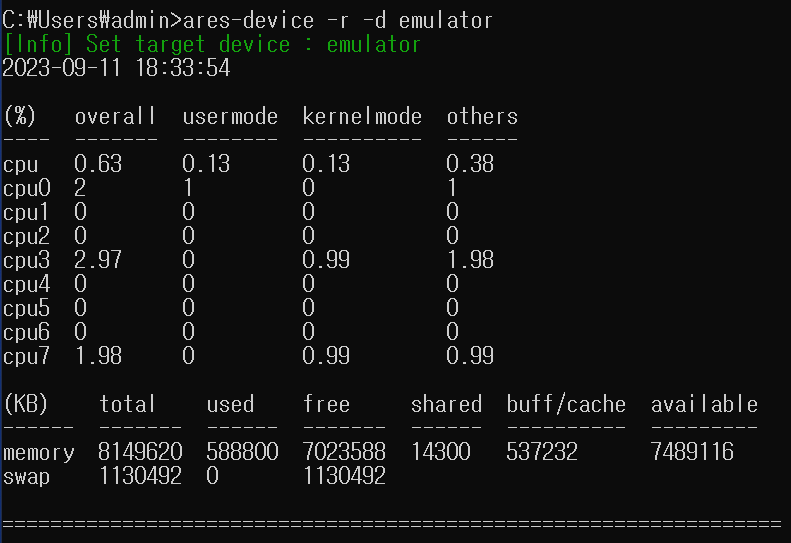 C:₩Users₩admin>ares-device -r -d emulator
[Info] Set target device : emulator
2023-09-11 18:33:54
(%) overall usermode kernelmode others
---- ------- -------- ---------- ------
cpu 0.63 0.13 0.13 0.38
cpu0 2 1 0 1
cpu1 0 0 0 0
cpu2 0 0 0 0
cpu3 2.97 0 0.99 1.98
cpu4 0 0 0 0
cpu5 0 0 0 0
cpu6 0 0 0 0
cpu7 1.98 0 0.99 0.99
(KB) total used free shared buff/cache available
------ ------- ------ ------- ------ ---------- ---------
memory 8149620 588800 7023588 14300 537232 7489116
swap 1130492 0 1130492
=================================================================